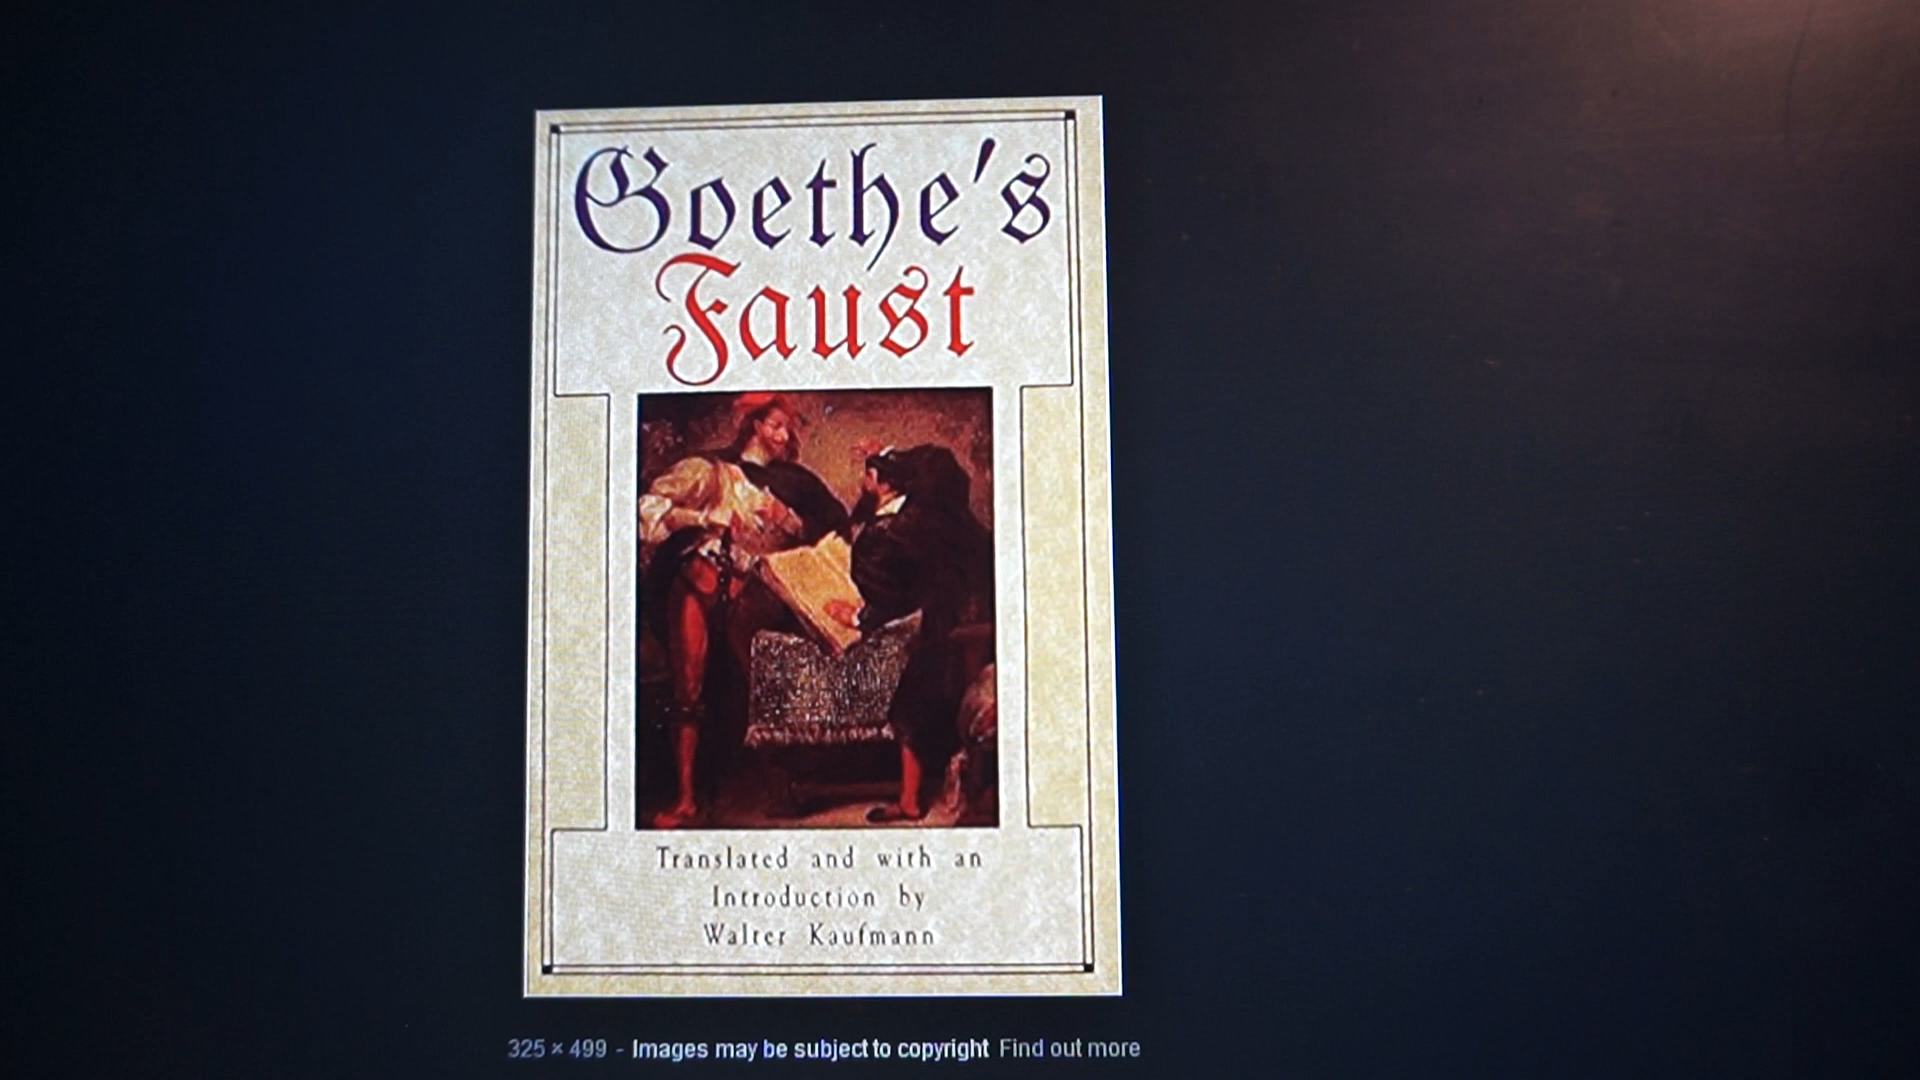 Goethe's
Faust
Translated and with an
Introduction by
Walter Kaufmann
325 × 499 - Images may be subject to copyright Find out more